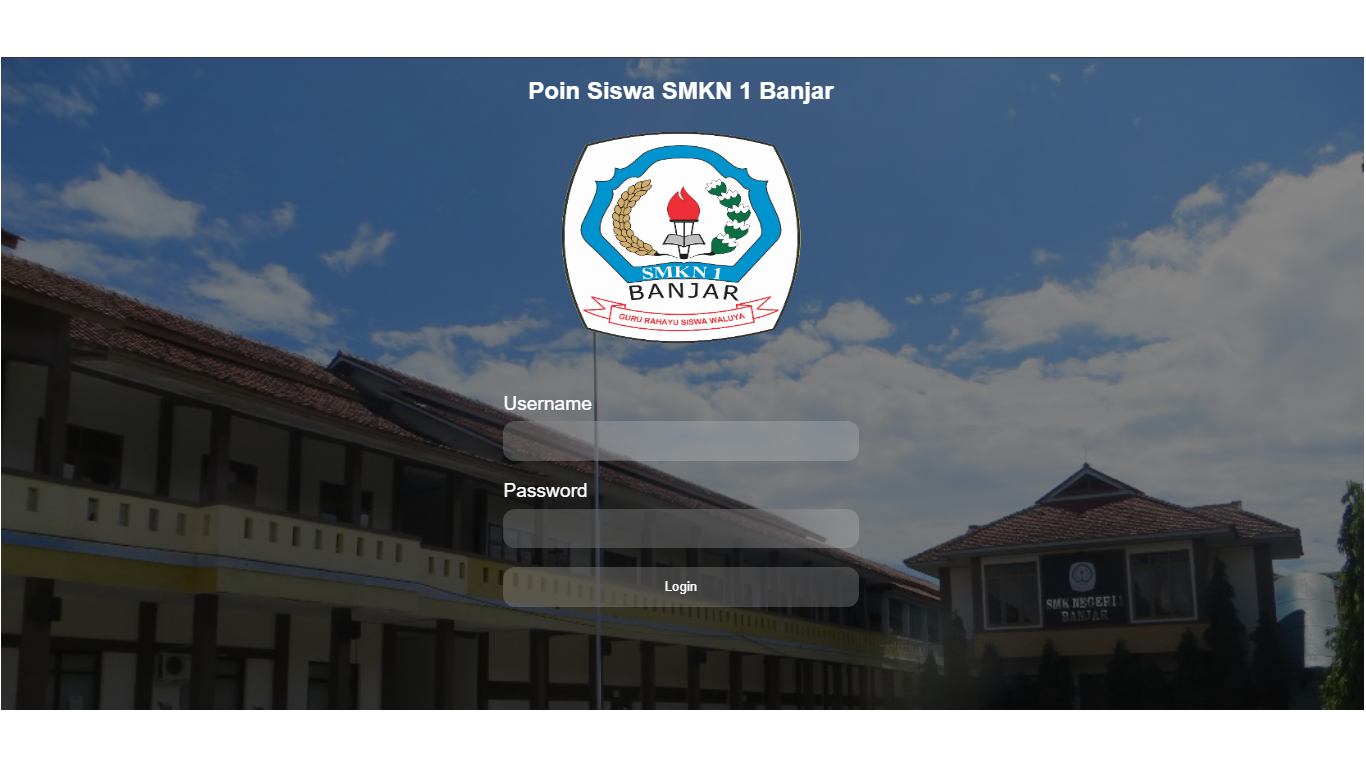 Poin Siswa SMKN 1 Banjar
SMKN 1
BANJAR
GURU RAHAYU SISWA WALUYA
Username
Password
Login
SMK NEGERI 1
BANJAR